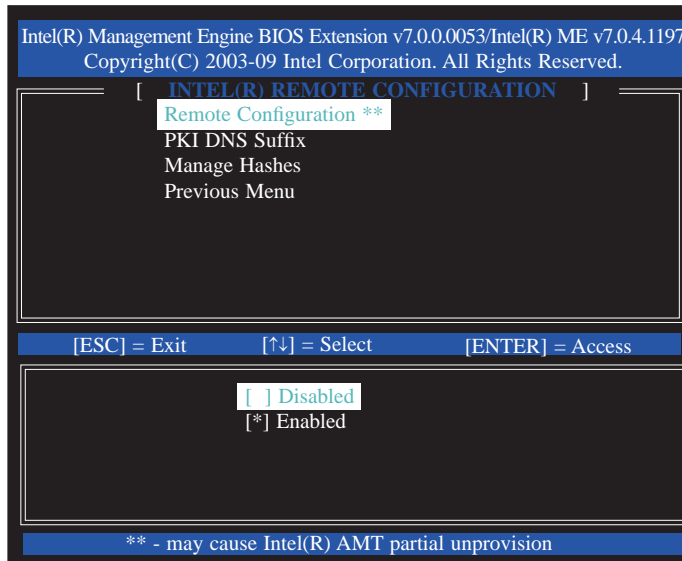 Intel(R) Management Engine BIOS Extension v7.0.0.0053/Intel(R) ME v7.0.4.1197
Copyright(C) 2003-09 Intel Corporation. All Rights Reserved.
[ INTEL(R) REMOTE CONFIGURATION ]
Remote Configuration **
PKI DNS Suffix
Manage Hashes
Previous Menu
[ESC] = Exit [↑↓] = Select [ENTER] = Access
[ ] Disabled
[*] Enabled
** - may cause Intel(R) AMT partial unprovision